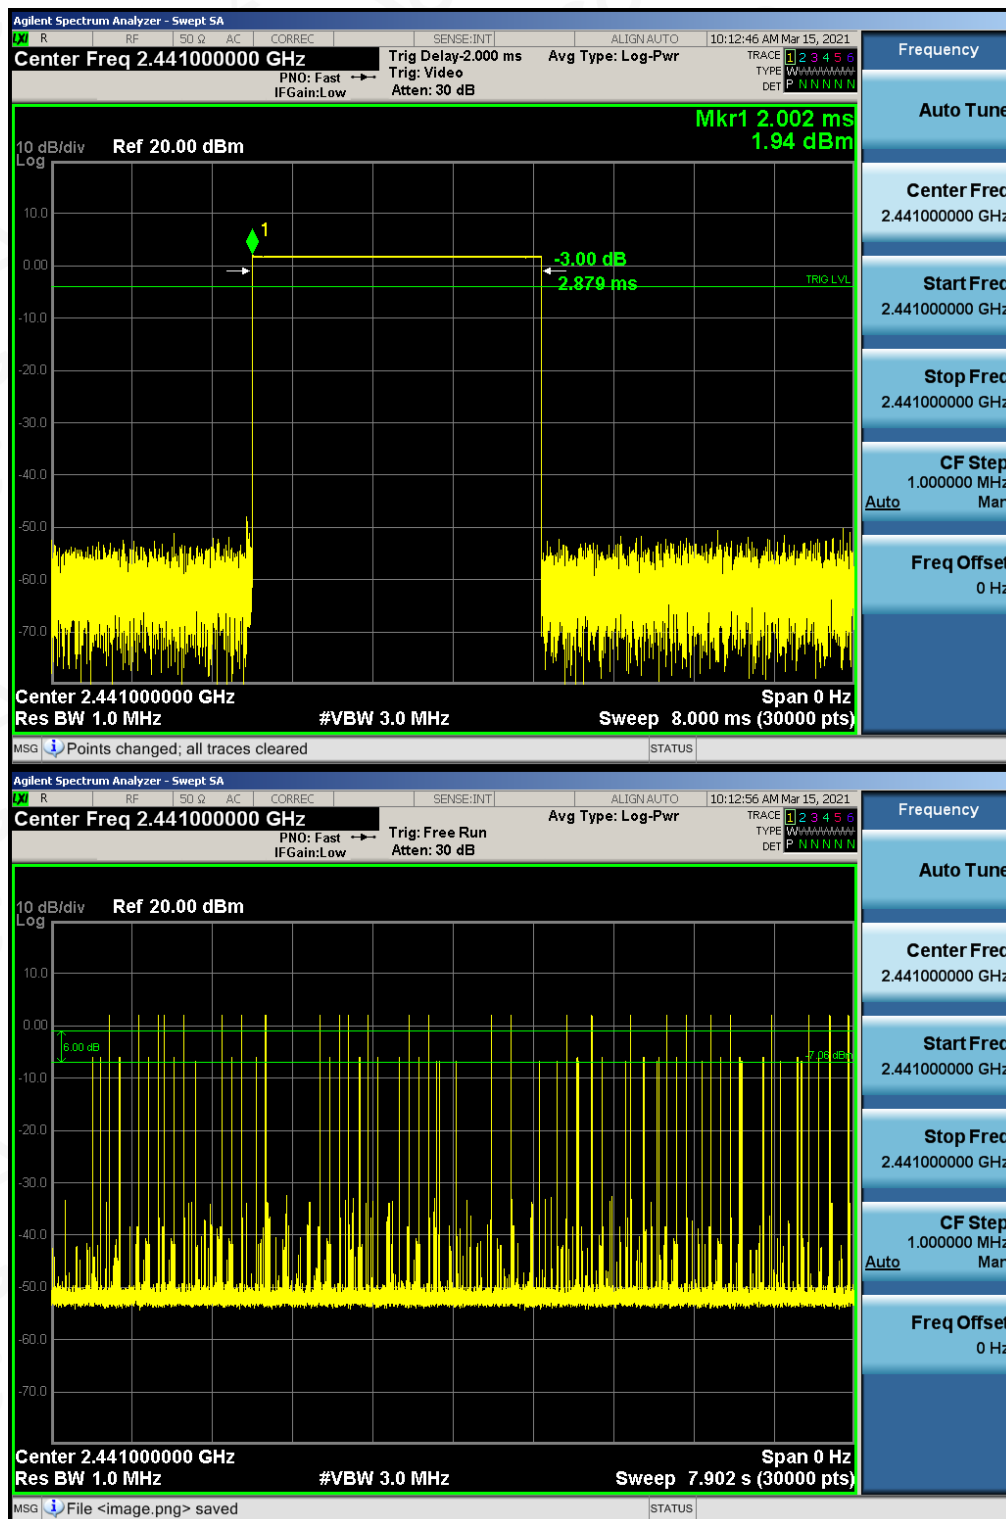 Agilent Spectrum Analyzer - Swept SA
LXI R RF 50 Ω AC CORREC SENSE:INT ALIGN AUTO 10:12:46 AM Mar 15, 2021
Center Freq 2.441000000 GHz
PNO: Fast
IFGain:Low
Trig Delay-2.000 ms
Trig: Video
Atten: 30 dB
Avg Type: Log-Pwr
TRACE 1 2 3 4 5 6
TYPE W
DET P N N N N N
Mkr1 2.002 ms
1.94 dBm
10 dB/div
Log
Ref 20.00 dBm
1
10.0
0.00
-10.0
-20.0
-30.0
-40.0
-50.0
-60.0
-70.0
-3.00 dB
2.879 ms
TRIG LVL
Center 2.441000000 GHz
Span 0 Hz
Res BW 1.0 MHz
#VBW 3.0 MHz
Sweep 8.000 ms (30000 pts)
MSG Points changed; all traces cleared
STATUS
Frequency
Auto Tune
Center Freq
2.441000000 GHz
Start Freq
2.441000000 GHz
Stop Freq
2.441000000 GHz
CF Step
1.000000 MHz
Auto Man
Freq Offset
0 Hz
Agilent Spectrum Analyzer - Swept SA
LXI R RF 50 Ω AC CORREC SENSE:INT ALIGN AUTO 10:12:56 AM Mar 15, 2021
Center Freq 2.441000000 GHz
PNO: Fast
IFGain:Low
Trig: Free Run
Atten: 30 dB
Avg Type: Log-Pwr
TRACE 1 2 3 4 5 6
TYPE W
DET P N N N N N
10 dB/div
Log
Ref 20.00 dBm
10.0
0.00
-10.0
-20.0
-30.0
-40.0
-50.0
-60.0
-70.0
6.00 dB
-7.06 dBm
Center 2.441000000 GHz
Span 0 Hz
Res BW 1.0 MHz
#VBW 3.0 MHz
Sweep 7.902 s (30000 pts)
MSG File <image.png> saved
STATUS
Frequency
Auto Tune
Center Freq
2.441000000 GHz
Start Freq
2.441000000 GHz
Stop Freq
2.441000000 GHz
CF Step
1.000000 MHz
Auto Man
Freq Offset
0 Hz